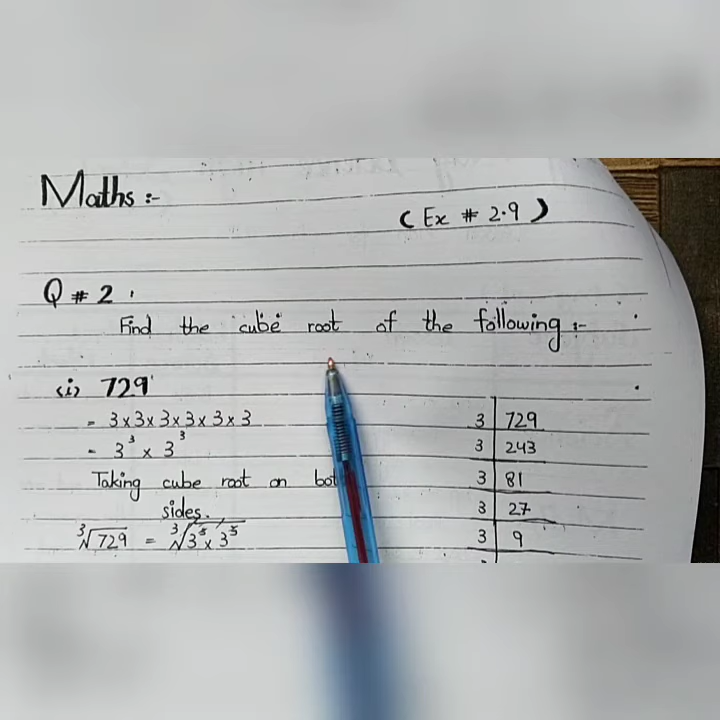 Maths :-
( Ex # 2.9 )
Q # 2 .
Find the cube root of the following :-
(i) 729
= 3 x 3 x 3 x 3 x 3 x 3
= 3³ x 3³
Taking cube root on bot
sides.
∛729 = ∛3³ x 3³
3 | 729
3 | 243
3 | 81
3 | 27
3 | 9